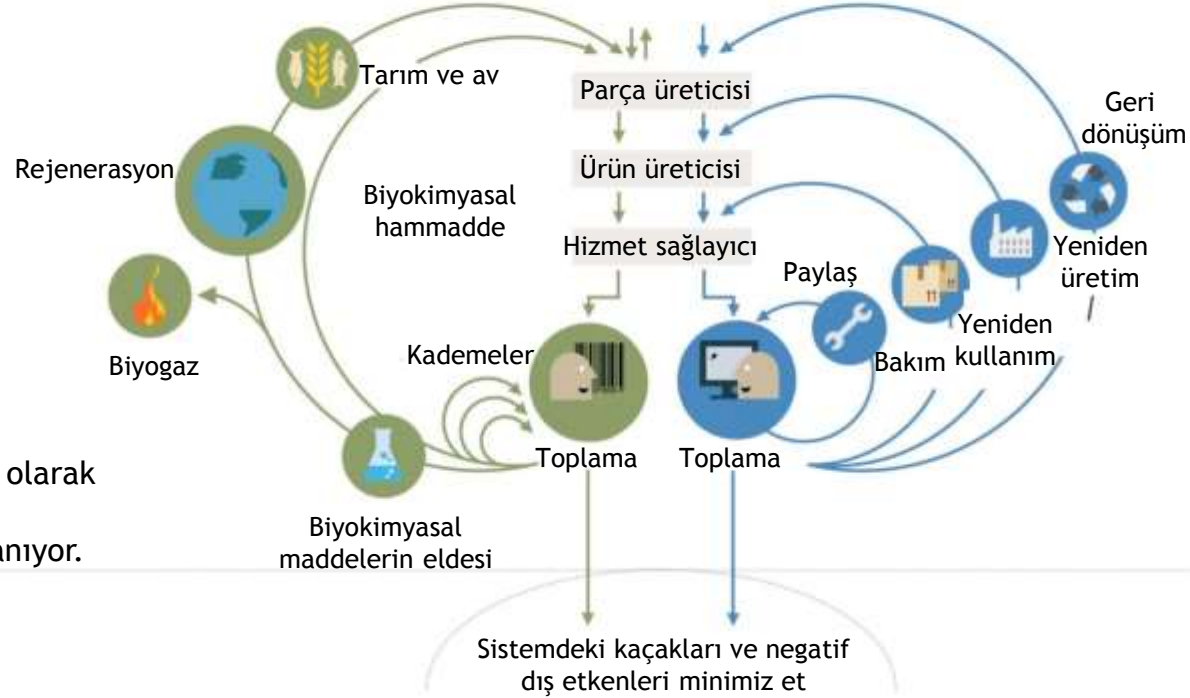 Tarım ve av
Parça üreticisi
Geri
dönüşüm
Rejenerasyon
Ürün üreticisi
Biyokimyasal
hammadde
Hizmet sağlayıcı
Yeniden
üretim
Paylaş
Biyogaz
Kademeler
Bakım
Yeniden
kullanım
Toplama
Toplama
olarak
Biyokimyasal
maddelerin eldesi
anıyor.
Sistemdeki kaçakları ve negatif
dış etkenleri minimiz et